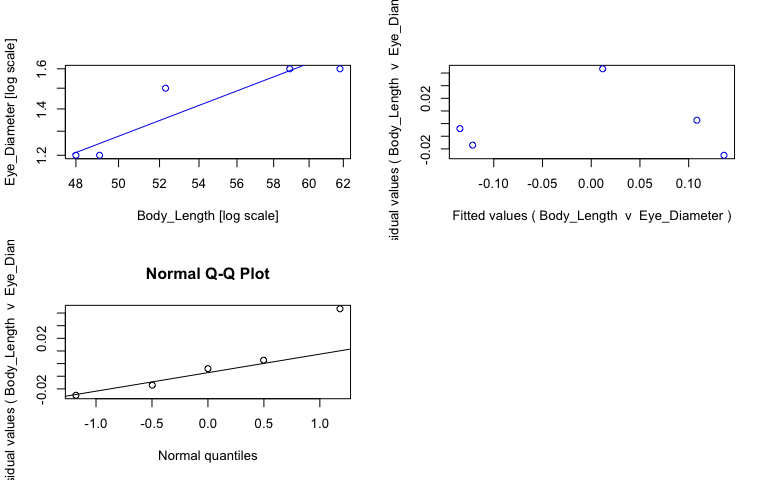 Eye_Diameter [log scale]
1.6
1.4
1.2
48 50 52 54 56 58 60 62
Body_Length [log scale]
sidual values ( Body_Length v Eye_Dian
0.02
-0.02
-0.10 -0.05 0.00 0.05 0.10
Fitted values ( Body_Length v Eye_Diameter )
Normal Q-Q Plot
sidual values ( Body_Length v Eye_Dian
0.02
-0.02
-1.0 -0.5 0.0 0.5 1.0
Normal quantiles